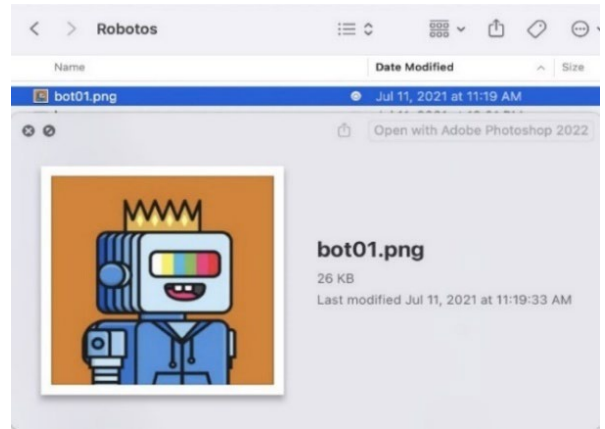 Robotos
Name Date Modified Size
bot01.png Jul 11, 2021 at 11:19 AM
Open with Adobe Photoshop 2022
bot01.png
26 KB
Last modified Jul 11, 2021 at 11:19:33 AM